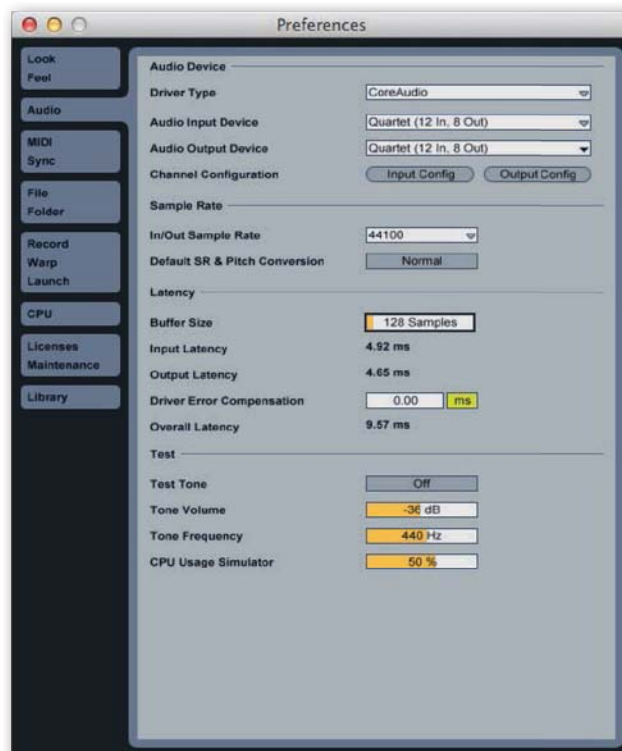 Preferences
Look
Feel
Audio
MIDI
Sync
File
Folder
Record
Warp
Launch
CPU
Licenses
Maintenance
Library
Audio Device
Driver Type CoreAudio
Audio Input Device Quartet (12 In, 8 Out)
Audio Output Device Quartet (12 In, 8 Out)
Channel Configuration Input Config Output Config
Sample Rate
In/Out Sample Rate 44100
Default SR & Pitch Conversion Normal
Latency
Buffer Size 128 Samples
Input Latency 4.92 ms
Output Latency 4.65 ms
Driver Error Compensation 0.00 ms
Overall Latency 9.57 ms
Test
Test Tone Off
Tone Volume -36 dB
Tone Frequency 440 Hz
CPU Usage Simulator 50 %